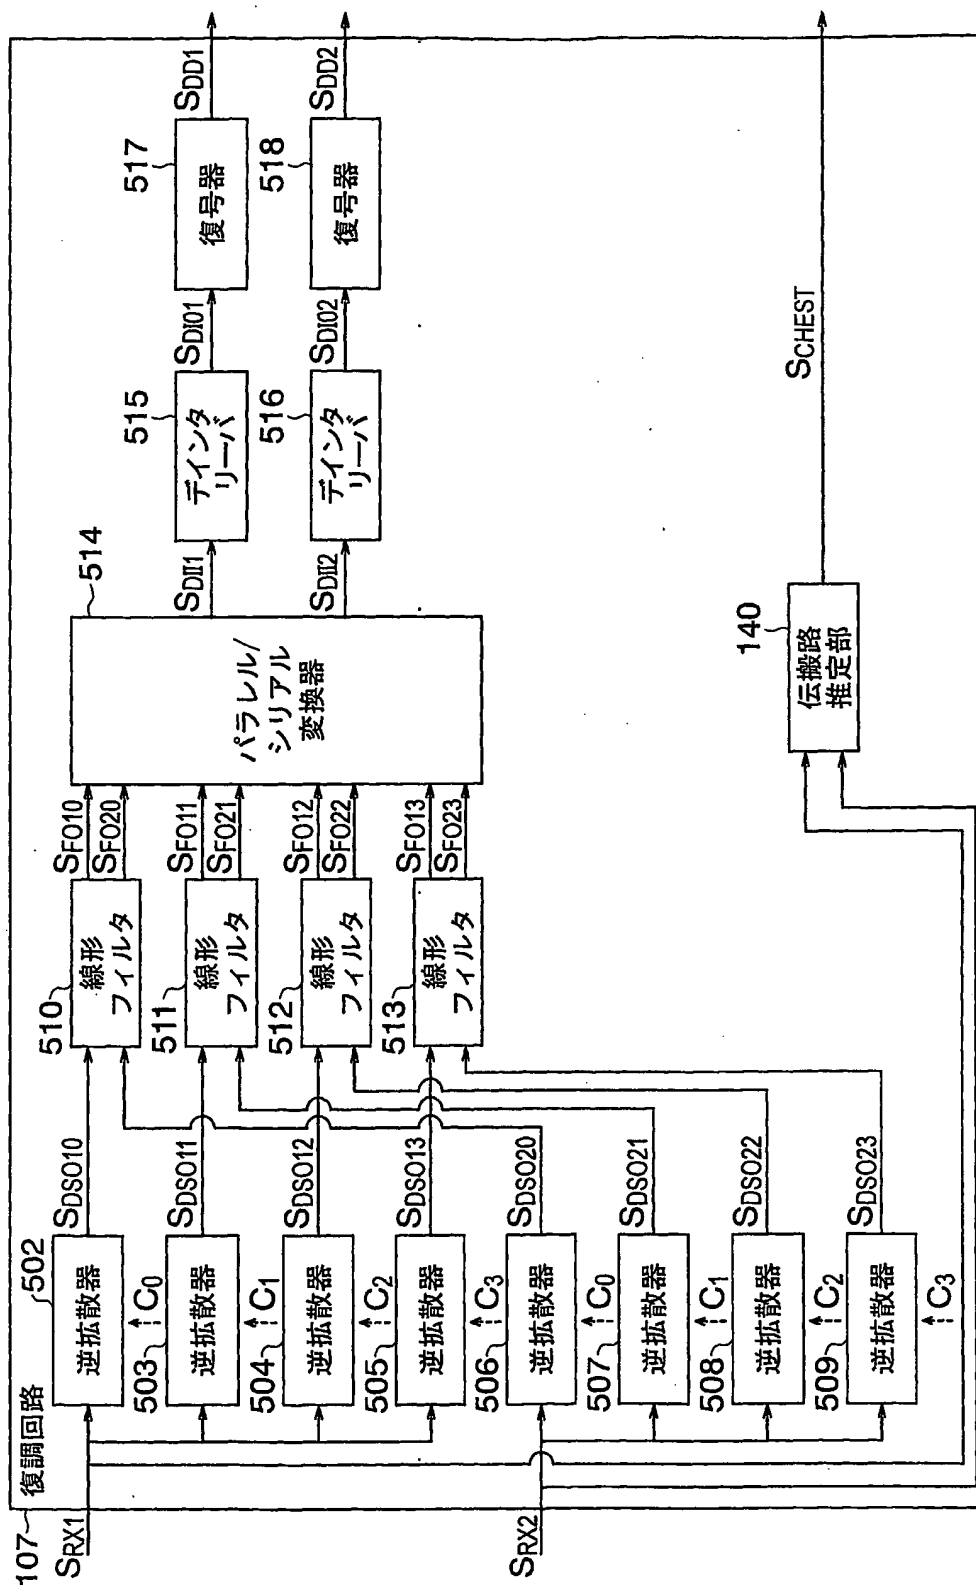 107
復調回路
SRX1
SRX2
502
逆拡散器
C0
SDSO10
503
逆拡散器
C1
SDSO11
504
逆拡散器
C2
SDSO12
505
逆拡散器
C3
SDSO13
506
逆拡散器
C0
SDSO20
507
逆拡散器
C1
SDSO21
508
逆拡散器
C2
SDSO22
509
逆拡散器
C3
SDSO23
510
線形
フィルタ
SFO10
SFO20
511
線形
フィルタ
SFO11
SFO21
512
線形
フィルタ
SFO12
SFO22
513
線形
フィルタ
SFO13
SFO23
514
パラレル/
シリアル
変換器
SDII1
SDII2
515
デインタ
リーバ
SDIO1
516
デインタ
リーバ
SDIO2
517
復号器
SDD1
518
復号器
SDD2
140
伝搬路
推定部
SCHEST